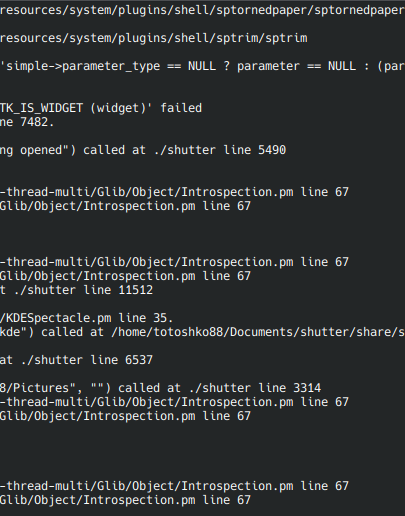 resources/system/plugins/shell/sptornedpaper/sptornedpaper
resources/system/plugins/shell/sptrim/sptrim
'simple->parameter_type == NULL ? parameter == NULL : (par
TK_IS_WIDGET (widget)' failed
ne 7482.
ng opened") called at ./shutter line 5490
-thread-multi/Glib/Object/Introspection.pm line 67
Glib/Object/Introspection.pm line 67
-thread-multi/Glib/Object/Introspection.pm line 67
Glib/Object/Introspection.pm line 67
t ./shutter line 11512
/KDESpectacle.pm line 35.
kde") called at /home/totoshko88/Documents/shutter/share/s
at ./shutter line 6537
8/Pictures", "") called at ./shutter line 3314
-thread-multi/Glib/Object/Introspection.pm line 67
Glib/Object/Introspection.pm line 67
-thread-multi/Glib/Object/Introspection.pm line 67
Glib/Object/Introspection.pm line 67